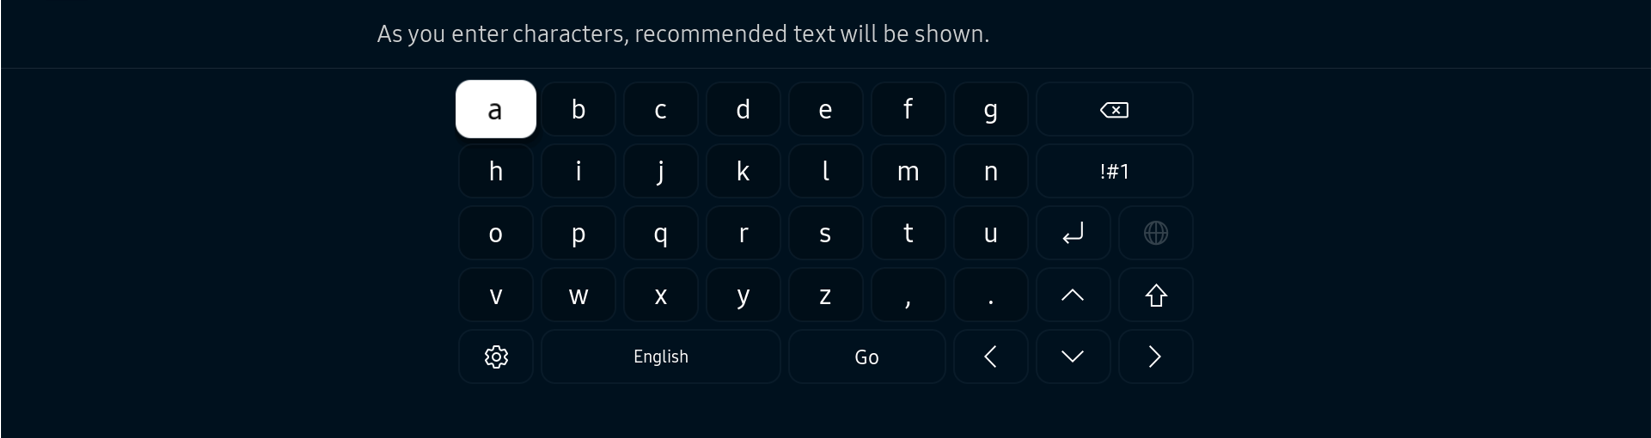 As you enter characters, recommended text will be shown.
a b c d e f g
h i j k l m n !#1
o p q r s t u
v w x y z , .
English Go